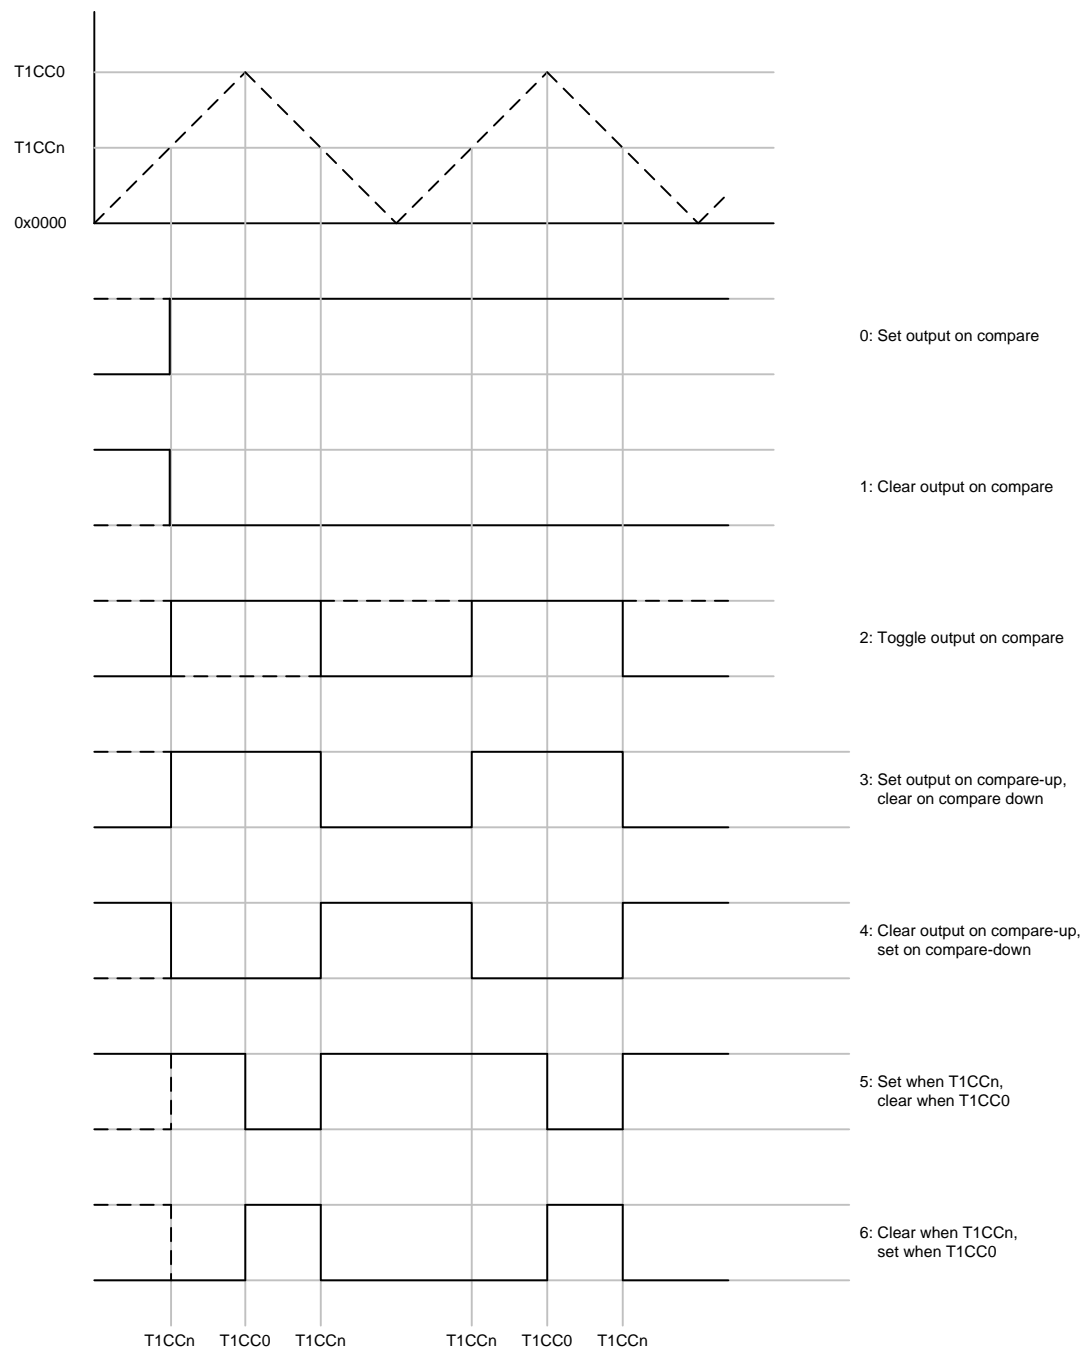 T1CC0
T1CCn
0x0000
0: Set output on compare
1: Clear output on compare
2: Toggle output on compare
3: Set output on compare-up,
clear on compare down
4: Clear output on compare-up,
set on compare-down
5: Set when T1CCn,
clear when T1CC0
6: Clear when T1CCn,
set when T1CC0
T1CCn T1CC0 T1CCn T1CCn T1CC0 T1CCn